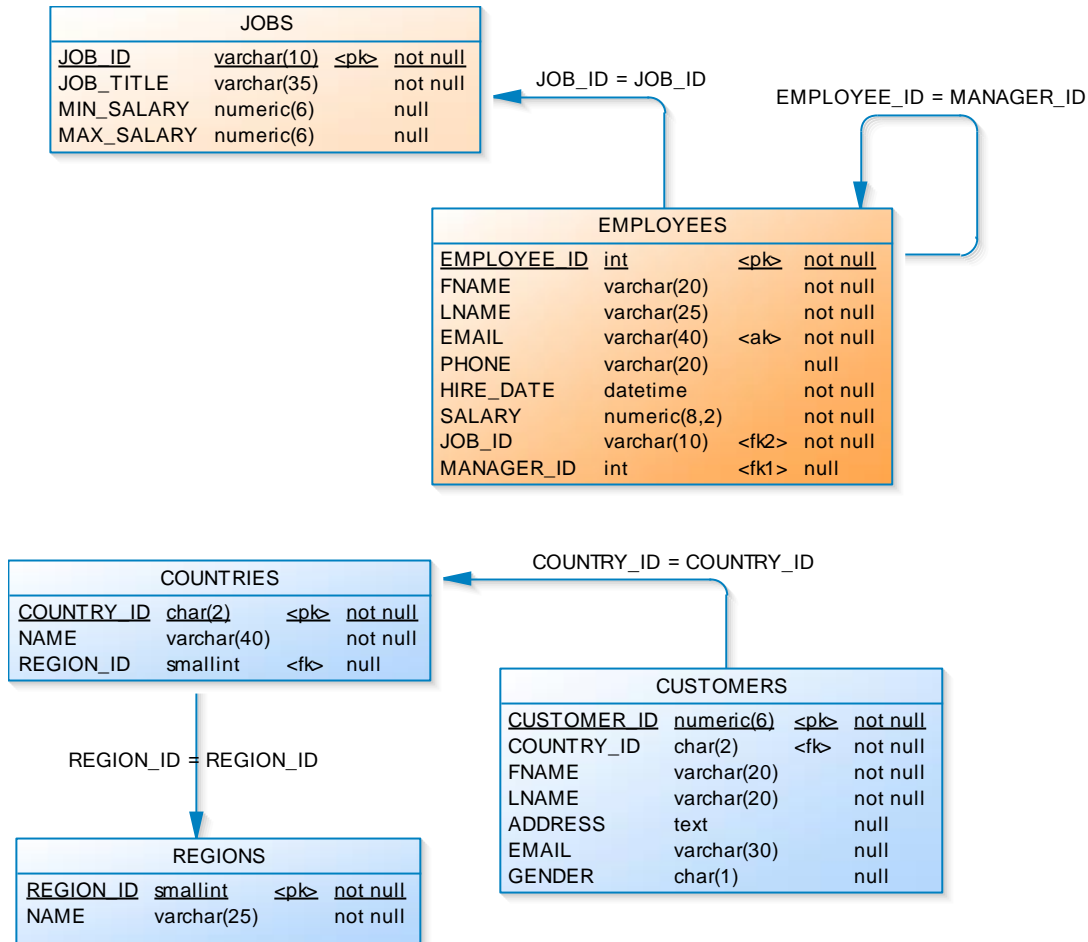 JOBS
JOB_ID varchar(10) <pk> not null
JOB_TITLE varchar(35) not null
MIN_SALARY numeric(6) null
MAX_SALARY numeric(6) null
JOB_ID = JOB_ID
EMPLOYEE_ID = MANAGER_ID
EMPLOYEES
EMPLOYEE_ID int <pk> not null
FNAME varchar(20) not null
LNAME varchar(25) not null
EMAIL varchar(40) <ak> not null
PHONE varchar(20) null
HIRE_DATE datetime not null
SALARY numeric(8,2) not null
JOB_ID varchar(10) <fk2> not null
MANAGER_ID int <fk1> null
COUNTRY_ID = COUNTRY_ID
COUNTRIES
COUNTRY_ID char(2) <pk> not null
NAME varchar(40) not null
REGION_ID smallint <fk> null
REGION_ID = REGION_ID
CUSTOMERS
CUSTOMER_ID numeric(6) <pk> not null
COUNTRY_ID char(2) <fk> not null
FNAME varchar(20) not null
LNAME varchar(20) not null
ADDRESS text null
EMAIL varchar(30) null
GENDER char(1) null
REGIONS
REGION_ID smallint <pk> not null
NAME varchar(25) not null